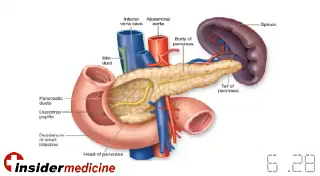 Inferior
vena cava
Abdominal
aorta
Spleen
Body of
pancreas
Bile
duct
Tail of
pancreas
Pancreatic
ducts
Duodenal
papilla
Duodenum
of small
intestine
Head of pancreas
insidermedicine
6 .28